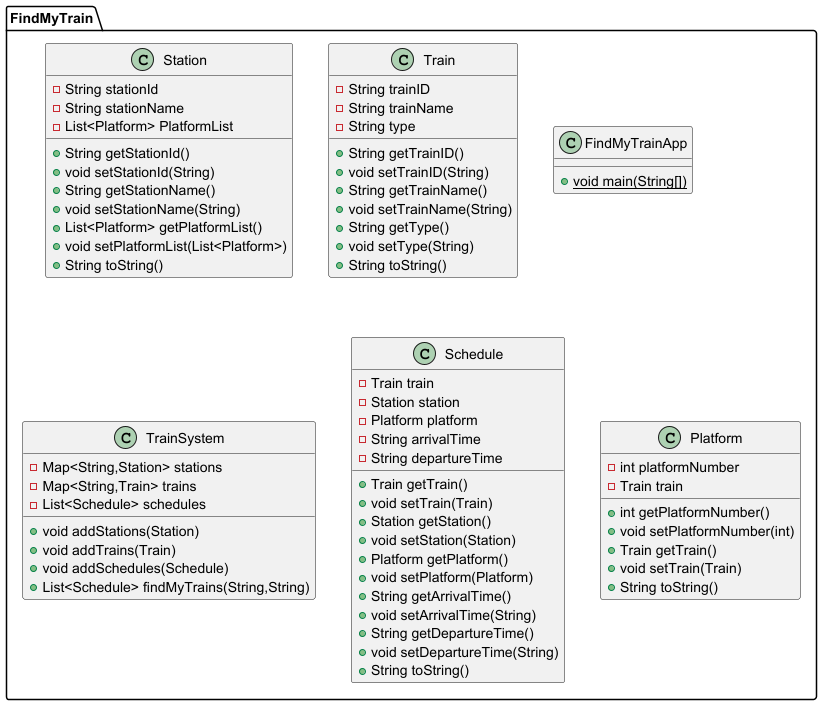 FindMyTrain
C Station
String stationId
String stationName
List<Platform> PlatformList
String getStationId()
void setStationId(String)
String getStationName()
void setStationName(String)
List<Platform> getPlatformList()
void setPlatformList(List<Platform>)
String toString()
C Train
String trainID
String trainName
String type
String getTrainID()
void setTrainID(String)
String getTrainName()
void setTrainName(String)
String getType()
void setType(String)
String toString()
C FindMyTrainApp
void main(String[])
C TrainSystem
Map<String,Station> stations
Map<String,Train> trains
List<Schedule> schedules
void addStations(Station)
void addTrains(Train)
void addSchedules(Schedule)
List<Schedule> findMyTrains(String,String)
C Schedule
Train train
Station station
Platform platform
String arrivalTime
String departureTime
Train getTrain()
void setTrain(Train)
Station getStation()
void setStation(Station)
Platform getPlatform()
void setPlatform(Platform)
String getArrivalTime()
void setArrivalTime(String)
String getDepartureTime()
void setDepartureTime(String)
String toString()
C Platform
int platformNumber
Train train
int getPlatformNumber()
void setPlatformNumber(int)
Train getTrain()
void setTrain(Train)
String toString()